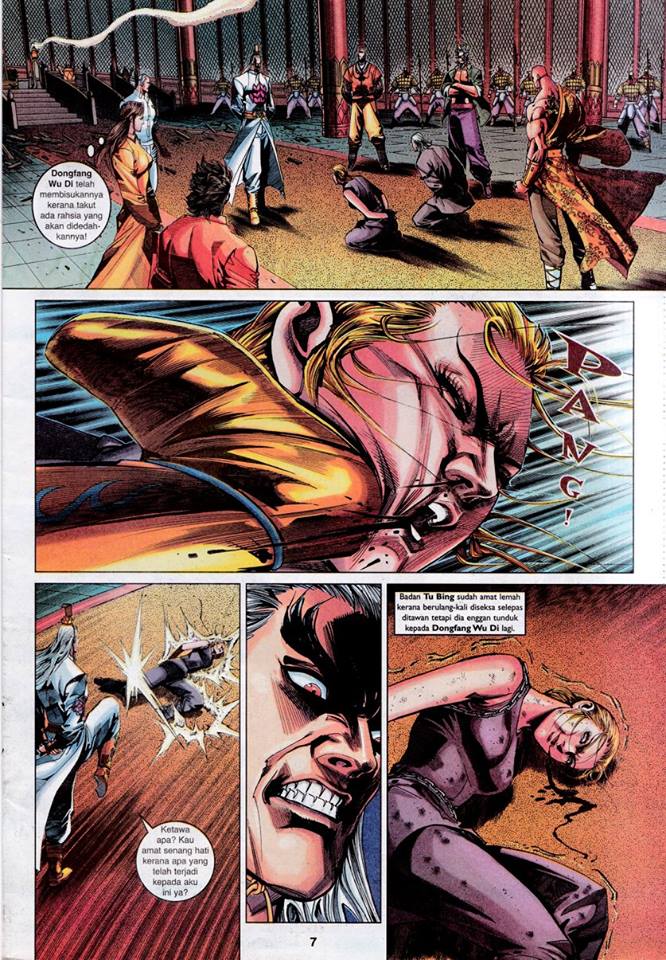 Dongfang
Wu Di telah
membisukannya
kerana takut
ada rahsia yang
akan didedah-
kannya!
PANG!
Badan Tu Bing sudah amat lemah
kerana berulang-kali diseksa selepas
ditawan tetapi dia enggan tunduk
kepada Dongfang Wu Di lagi.
Ketawa
apa? Kau
amat senang hati
kerana apa yang
telah terjadi
kepada aku
ini ya?
7